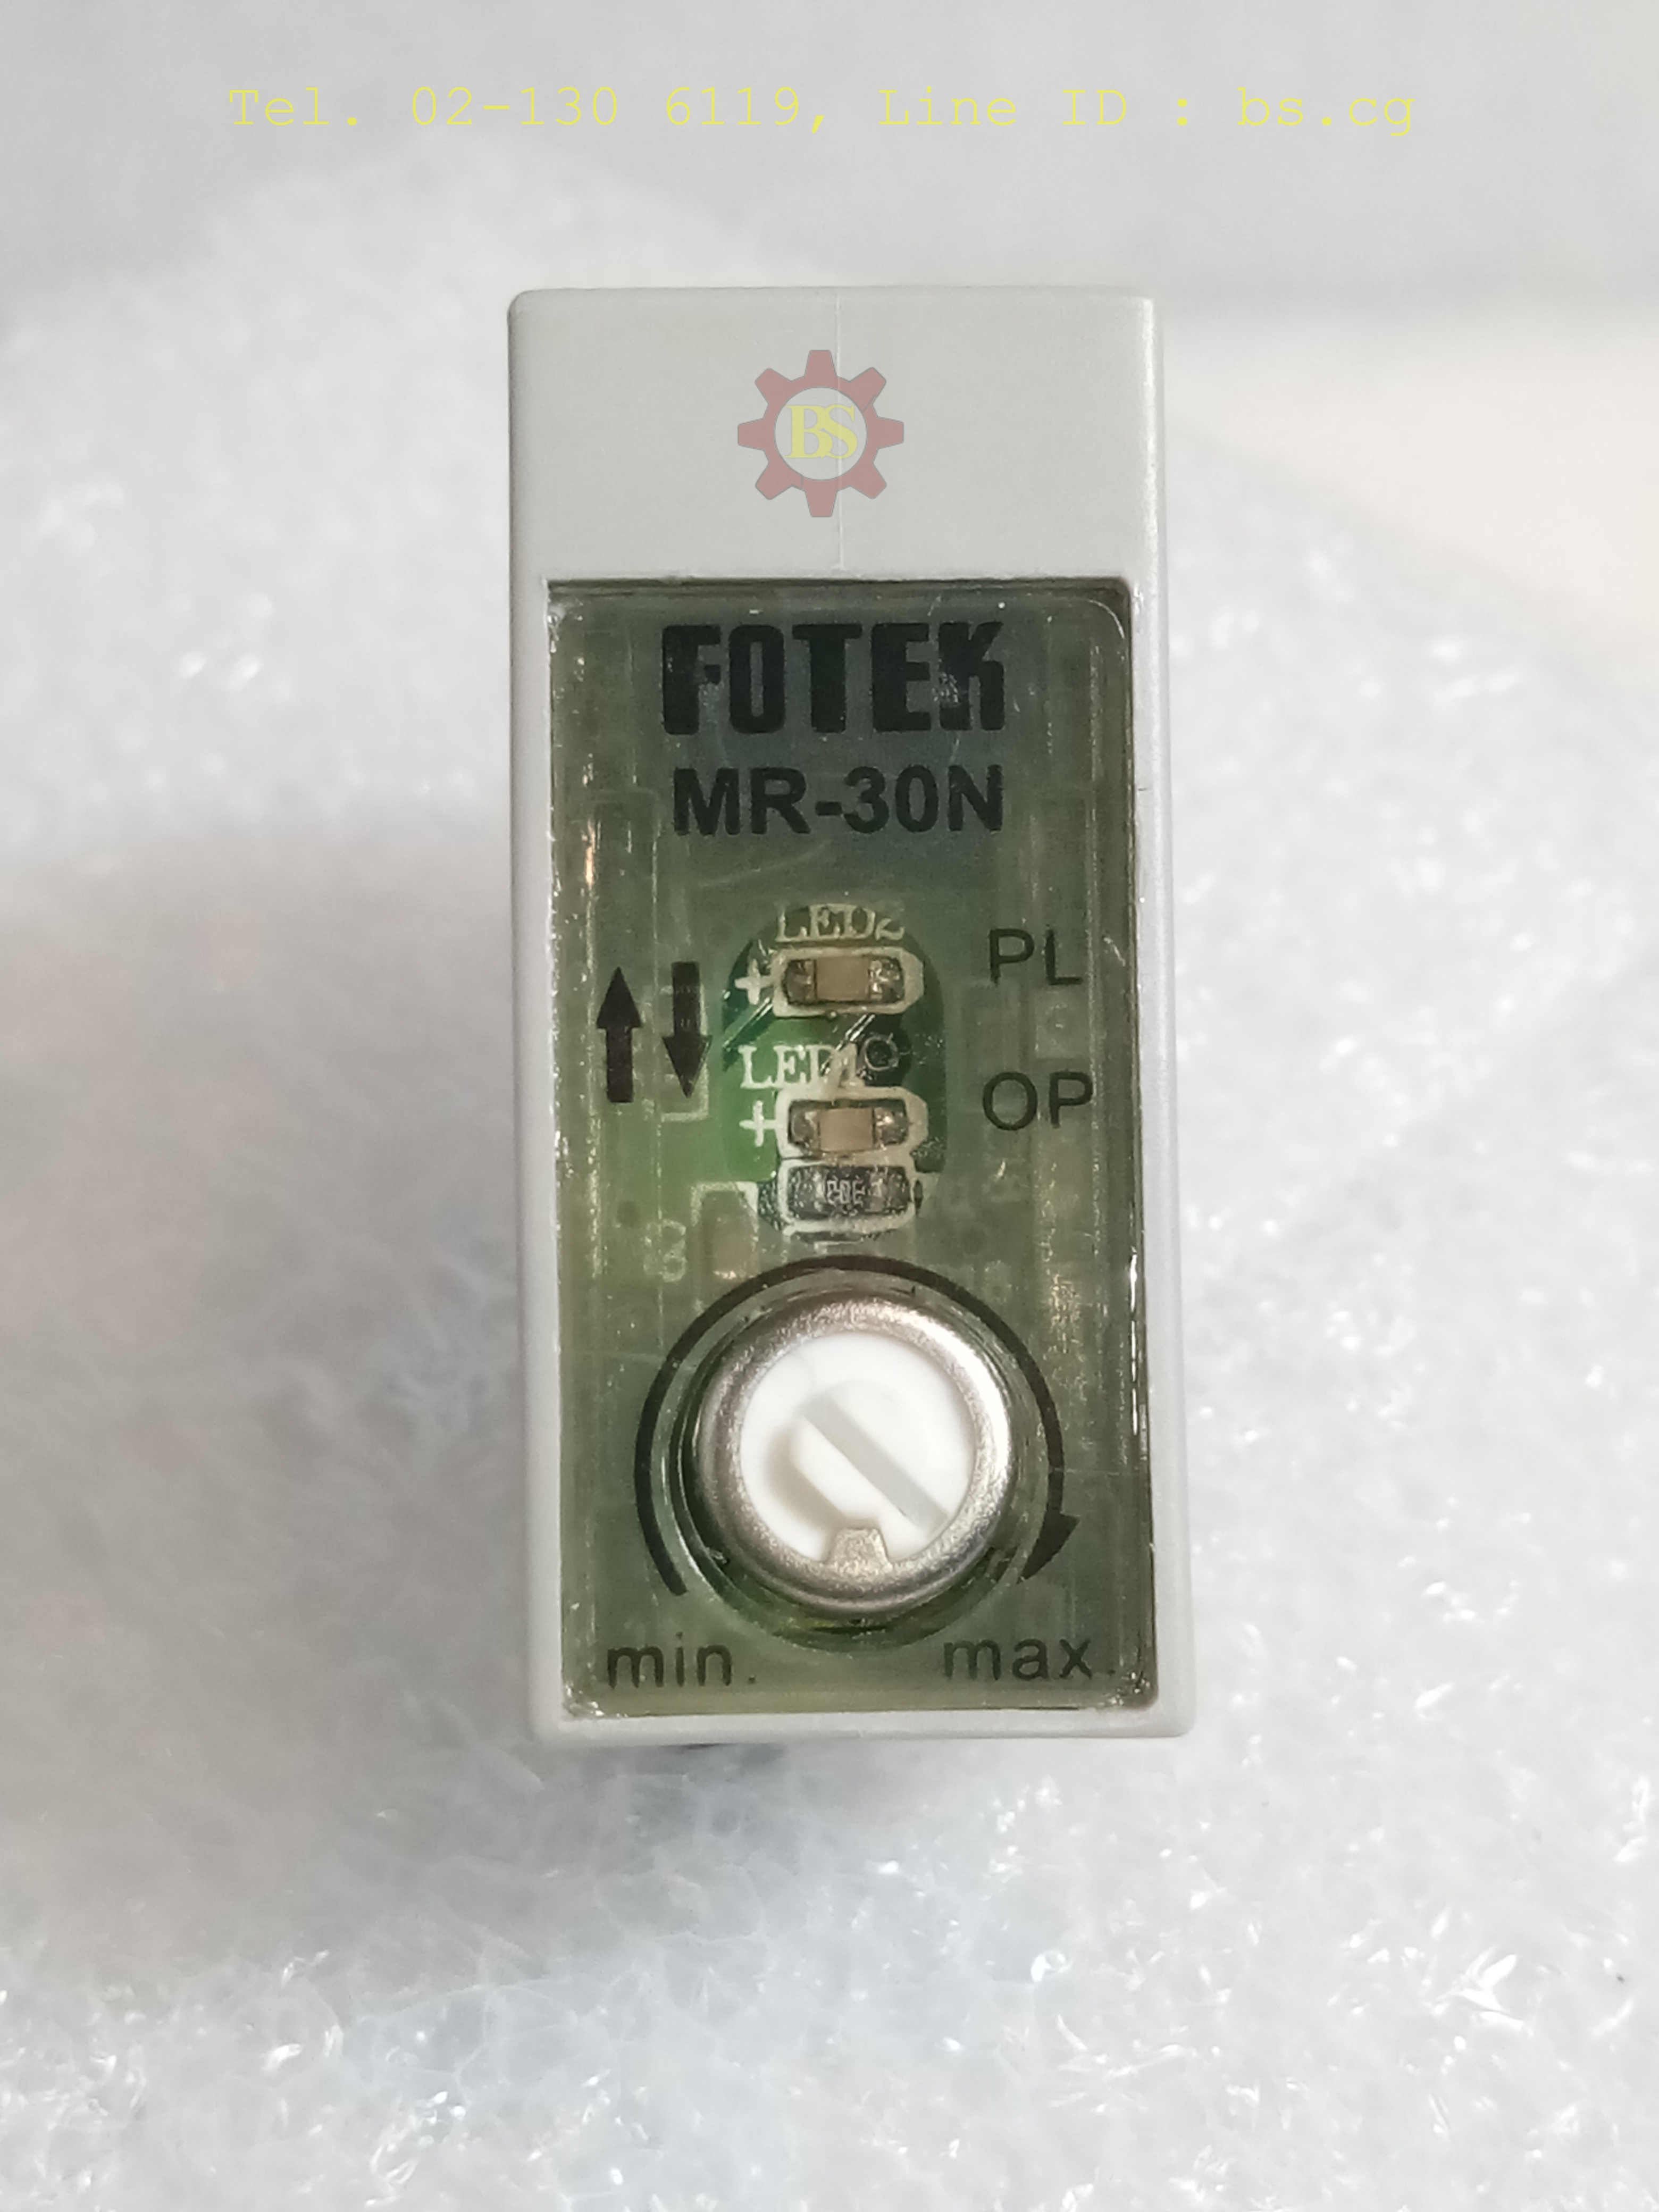 Tel. 02-130 6119, Line ID : bs.cg
BS
FOTEK
MR-30N
LED2
+
PL
LED1
+
OP
min.
max.